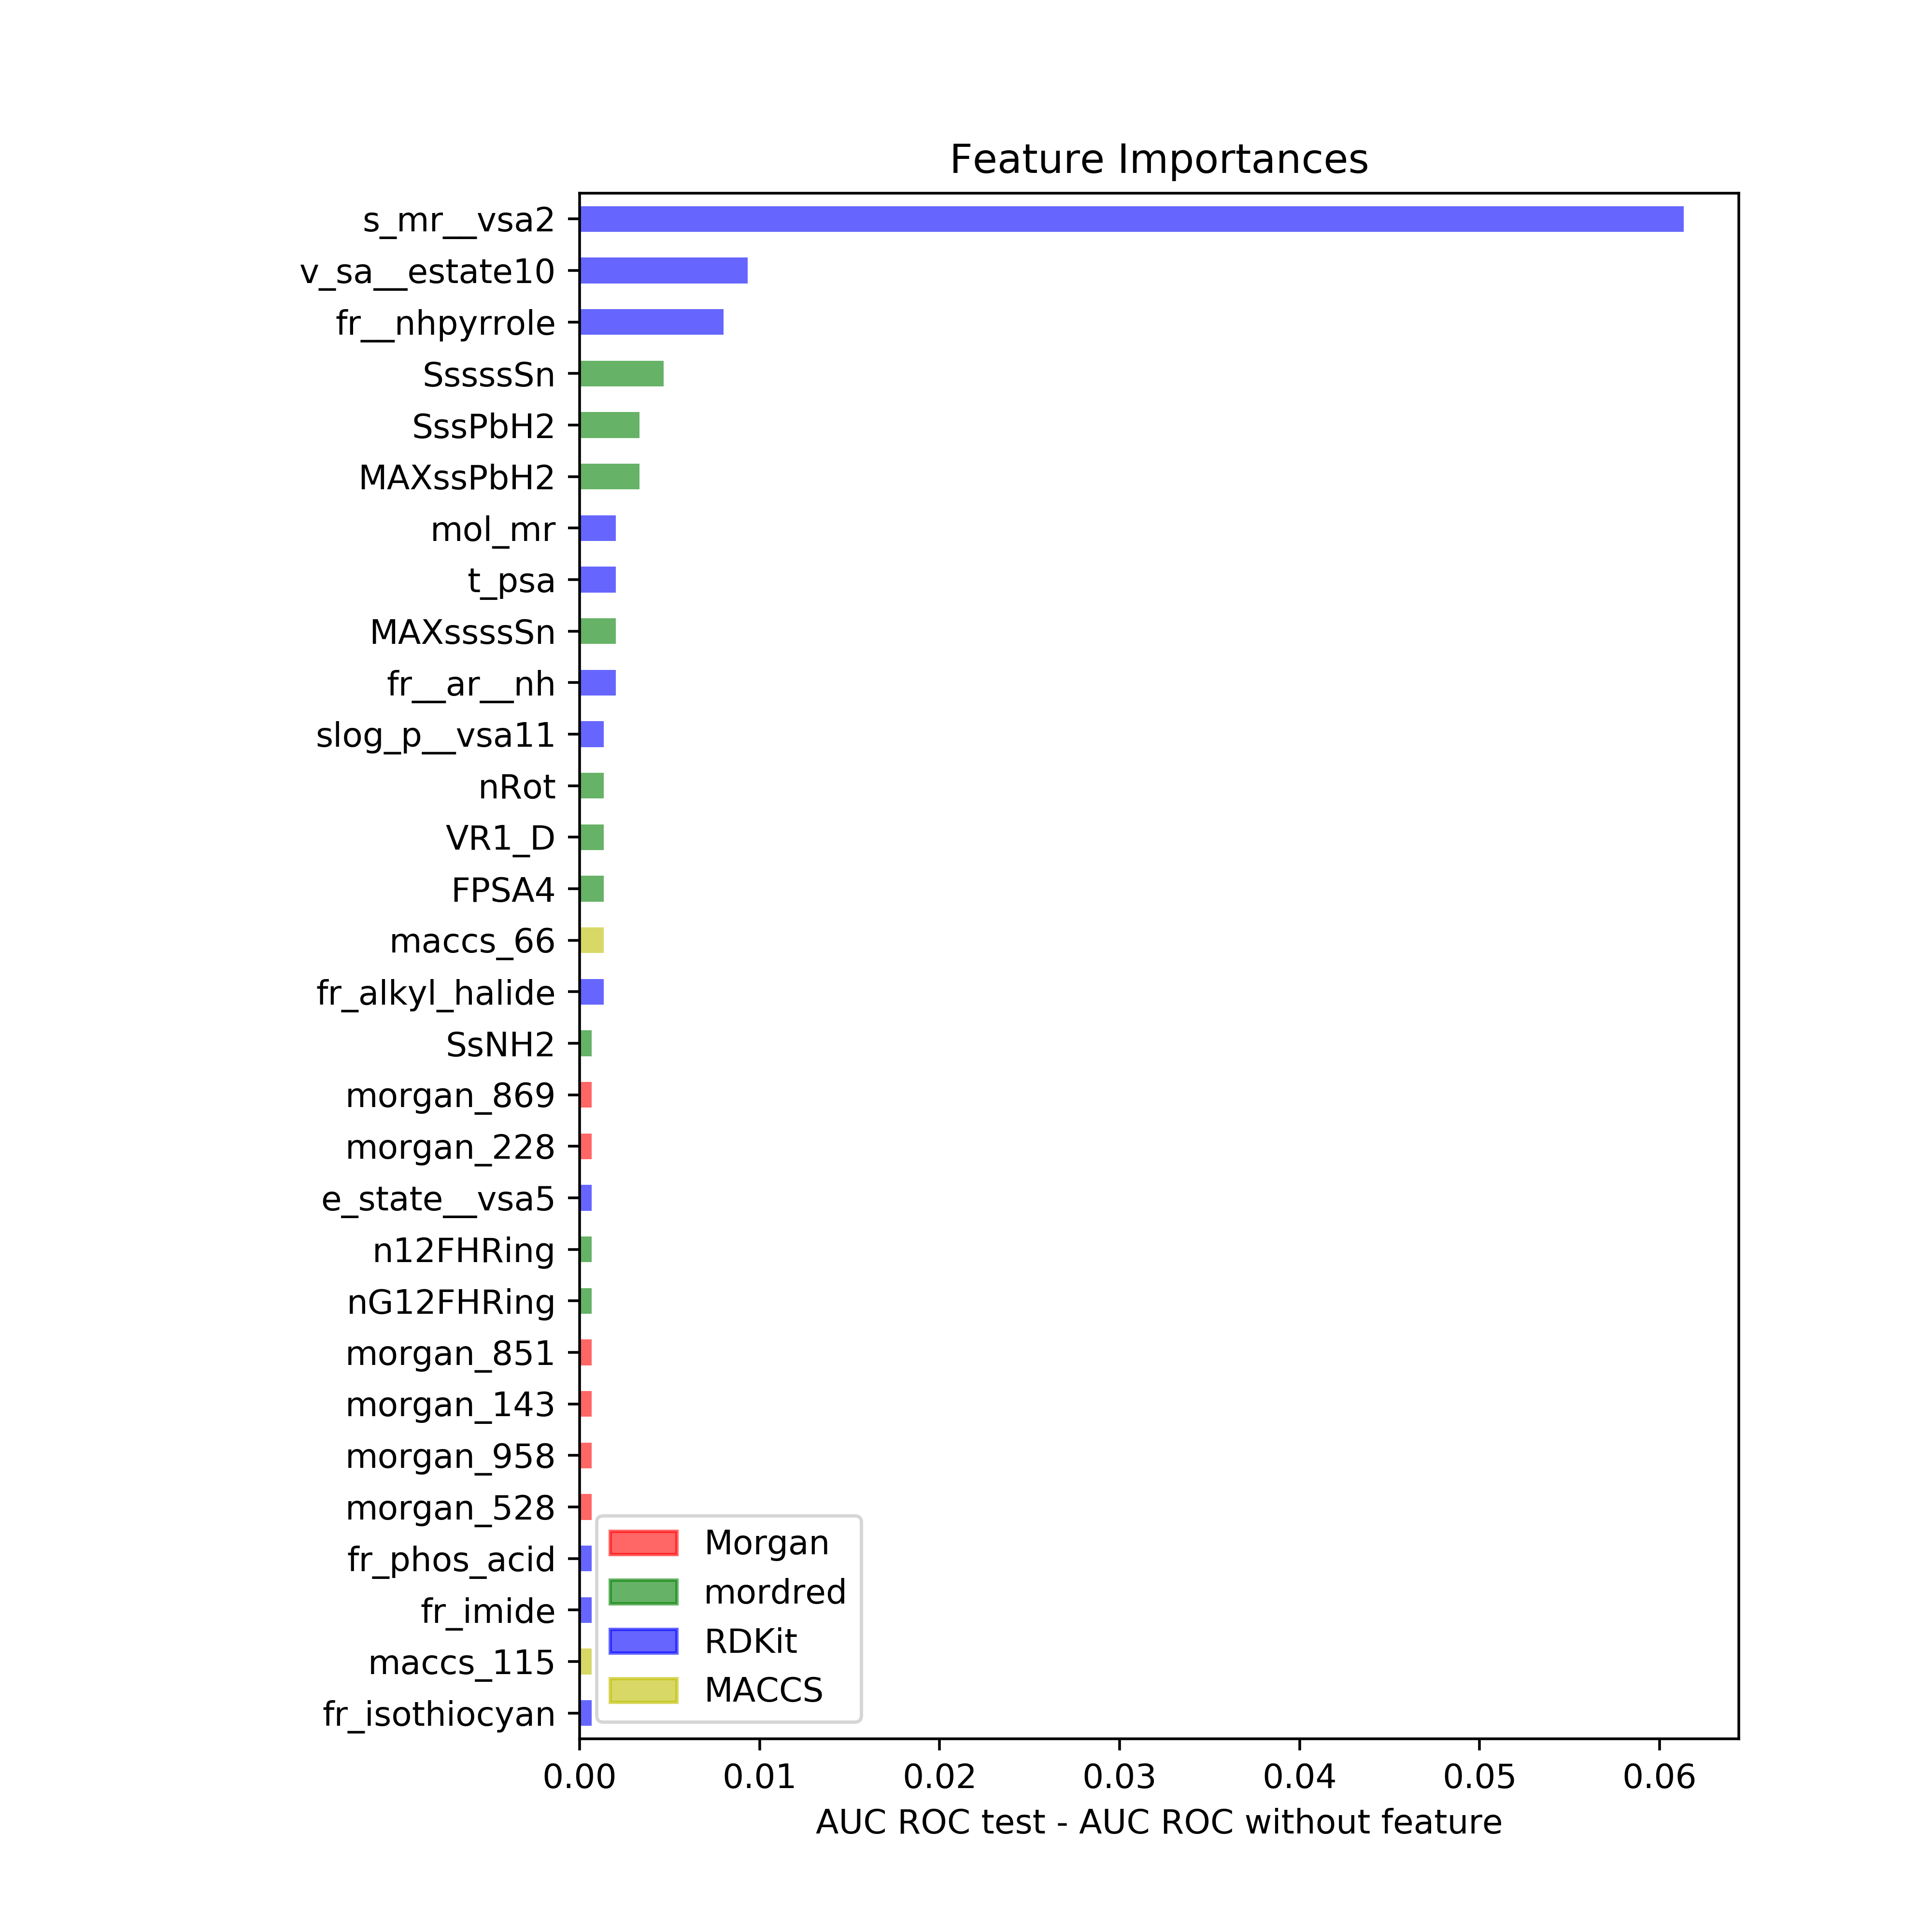 Feature Importances
s_mr__vsa2
v_sa__estate10
fr__nhpyrrole
SsssssSn
SssPbH2
MAXssPbH2
mol_mr
t_psa
MAXssssSn
fr__ar__nh
slog_p__vsa11
nRot
VR1_D
FPSA4
maccs_66
fr_alkyl_halide
SsNH2
morgan_869
morgan_228
e_state__vsa5
n12FHRing
nG12FHRing
morgan_851
morgan_143
morgan_958
morgan_528
fr_phos_acid
fr_imide
maccs_115
fr_isothiocyan
Morgan
mordred
RDKit
MACCS
0.00 0.01 0.02 0.03 0.04 0.05 0.06
AUC ROC test - AUC ROC without feature